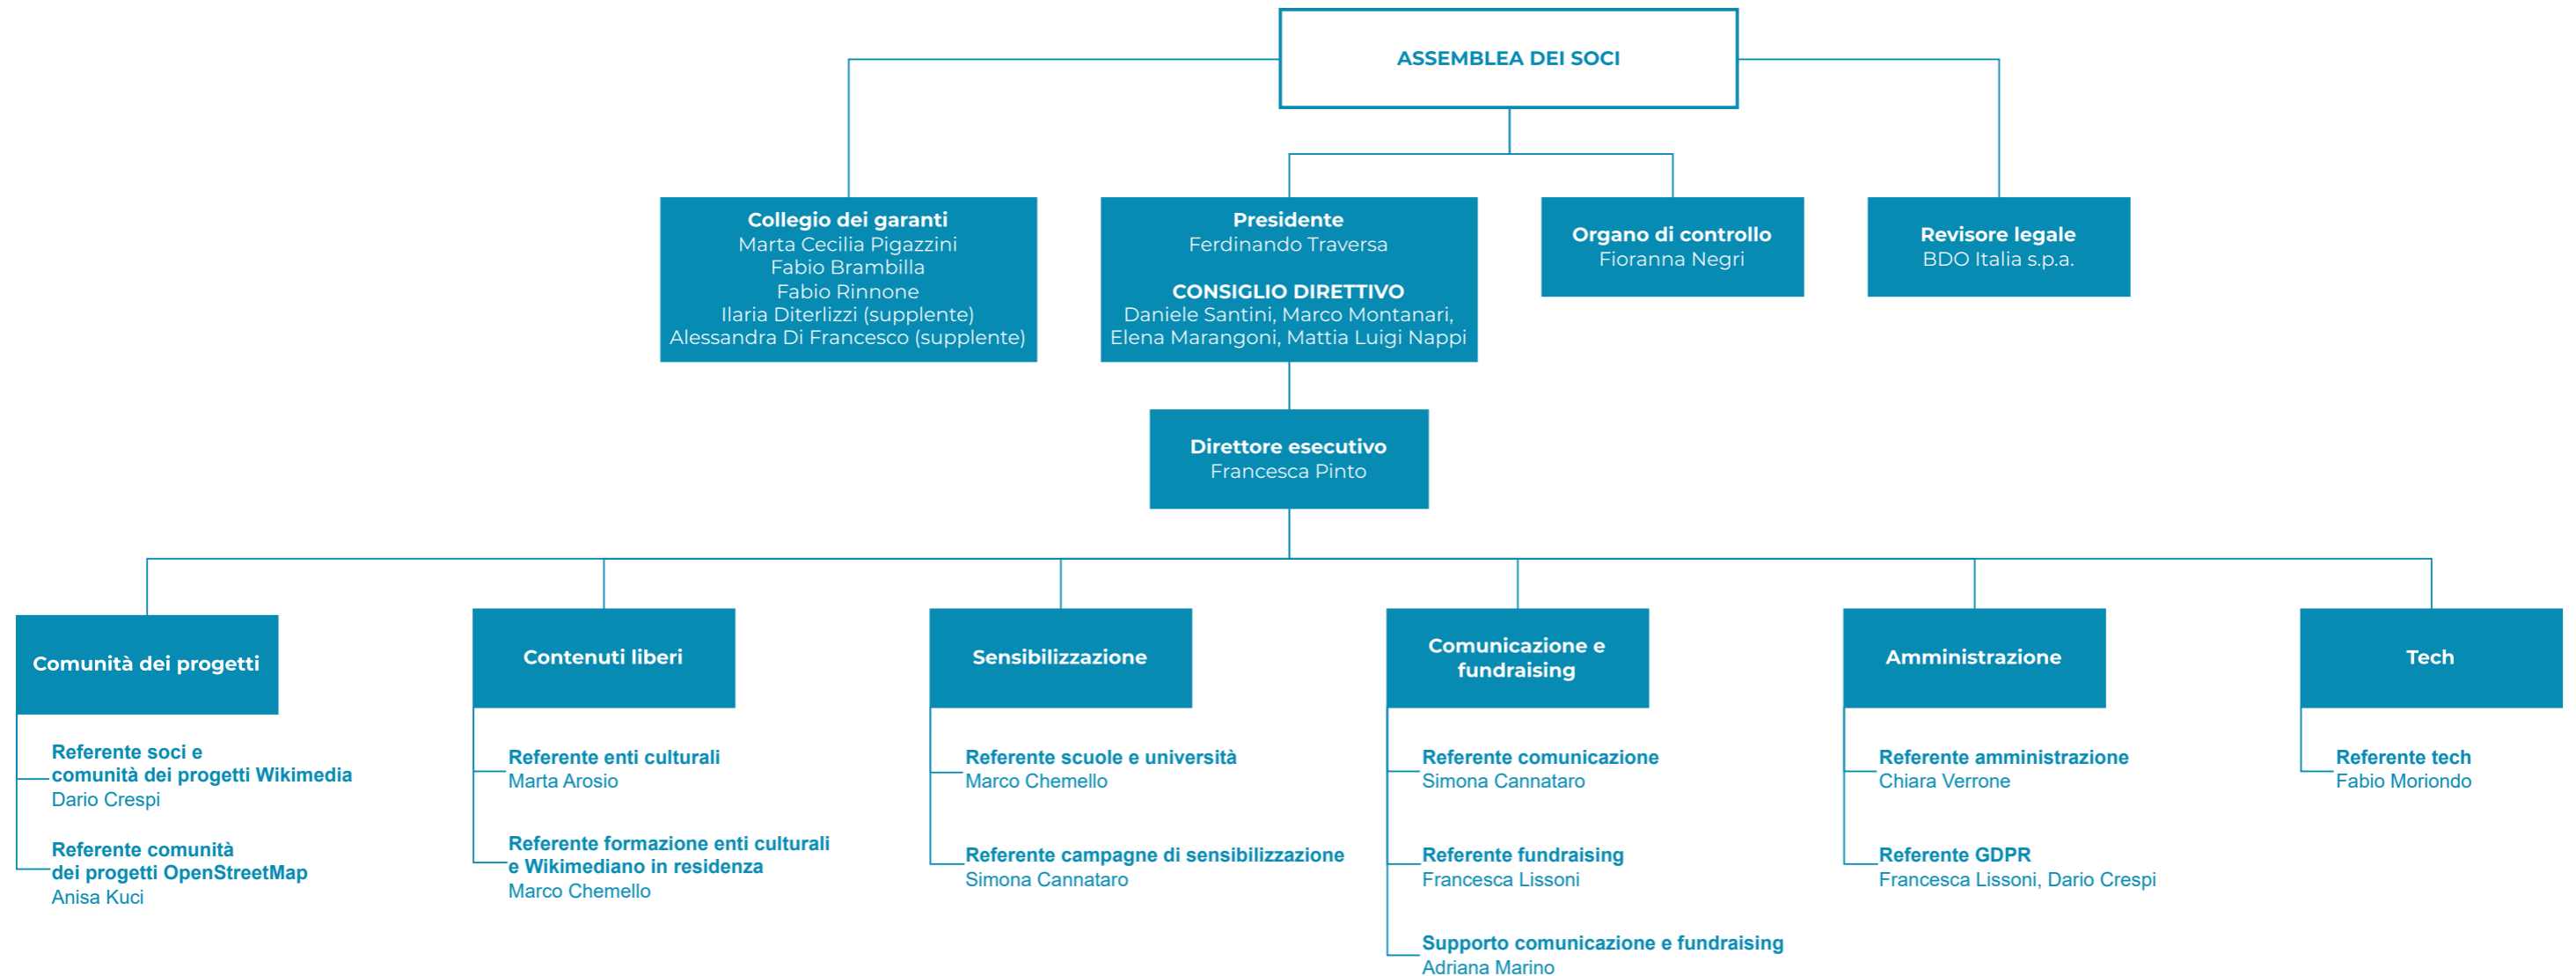 ASSEMBLEA DEI SOCI
Collegio dei garanti
Marta Cecilia Pigazzini
Fabio Brambilla
Fabio Rinnone
Ilaria Diterlizzi (supplente)
Alessandra Di Francesco (supplente)
Presidente
Ferdinando Traversa
CONSIGLIO DIRETTIVO
Daniele Santini, Marco Montanari,
Elena Marangoni, Mattia Luigi Nappi
Organo di controllo
Fioranna Negri
Revisore legale
BDO Italia s.p.a.
Direttore esecutivo
Francesca Pinto
Comunità dei progetti
Referente soci e
comunità dei progetti Wikimedia
Dario Crespi
Referente comunità
dei progetti OpenStreetMap
Anisa Kuci
Contenuti liberi
Referente enti culturali
Marta Arosio
Referente formazione enti culturali
e Wikimediano in residenza
Marco Chemello
Sensibilizzazione
Referente scuole e università
Marco Chemello
Referente campagne di sensibilizzazione
Simona Cannataro
Comunicazione e
fundraising
Referente comunicazione
Simona Cannataro
Referente fundraising
Francesca Lissoni
Supporto comunicazione e fundraising
Adriana Marino
Amministrazione
Referente amministrazione
Chiara Verrone
Referente GDPR
Francesca Lissoni, Dario Crespi
Tech
Referente tech
Fabio Moriondo